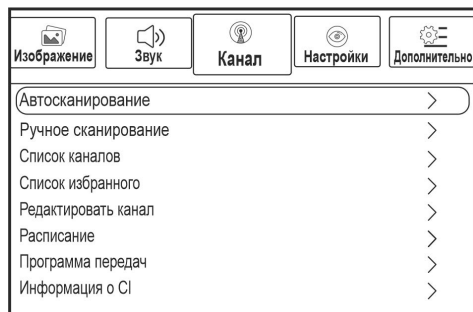 Изображение Звук Канал Настройки Дополнительно
Автосканирование
Ручное сканирование
Список каналов
Список избранного
Редактировать канал
Расписание
Программа передач
Информация о CI